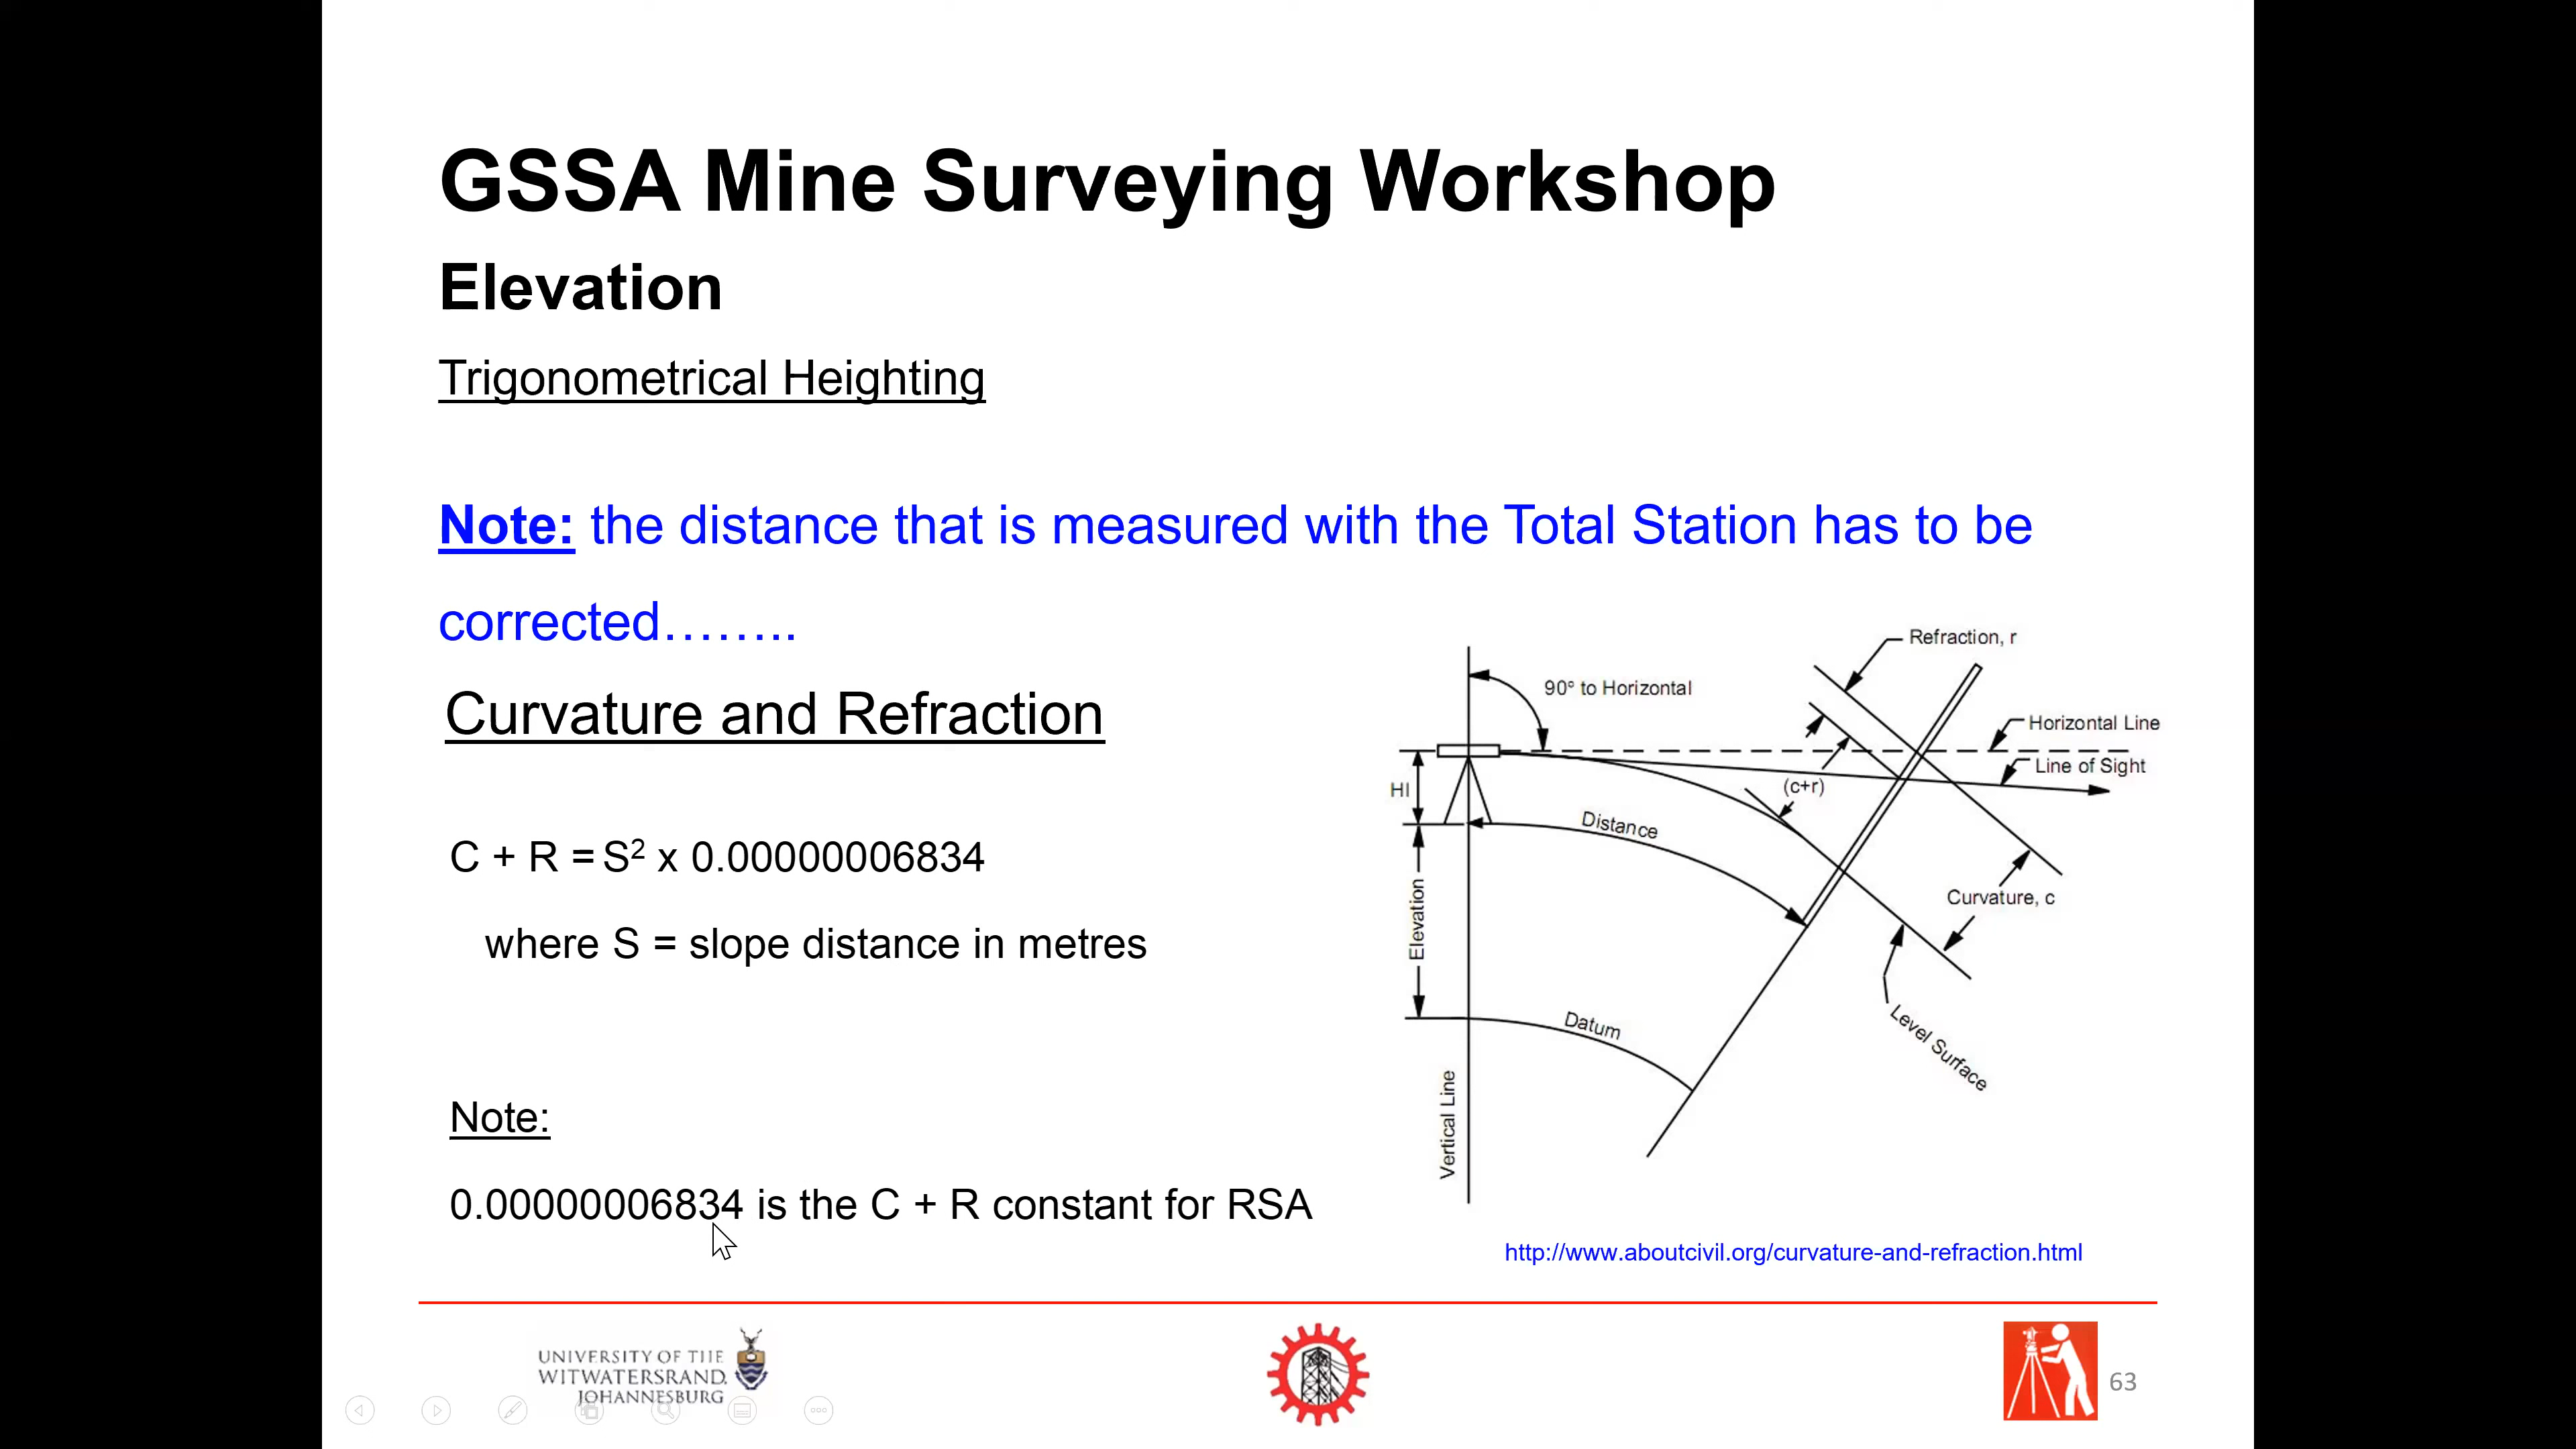 GSSA Mine Surveying Workshop
Elevation
Trigonometrical Heighting
Note: the distance that is measured with the Total Station has to be
corrected……..
Curvature and Refraction
C + R = S² x 0.00000006834
where S = slope distance in metres
Note:
0.00000006834 is the C + R constant for RSA
Refraction, r
90° to Horizontal
Horizontal Line
Line of Sight
(c+r)
HI
Distance
Curvature, c
Elevation
Level Surface
Datum
Vertical Line
http://www.aboutcivil.org/curvature-and-refraction.html
UNIVERSITY OF THE
WITWATERSRAND,
JOHANNESBURG
63